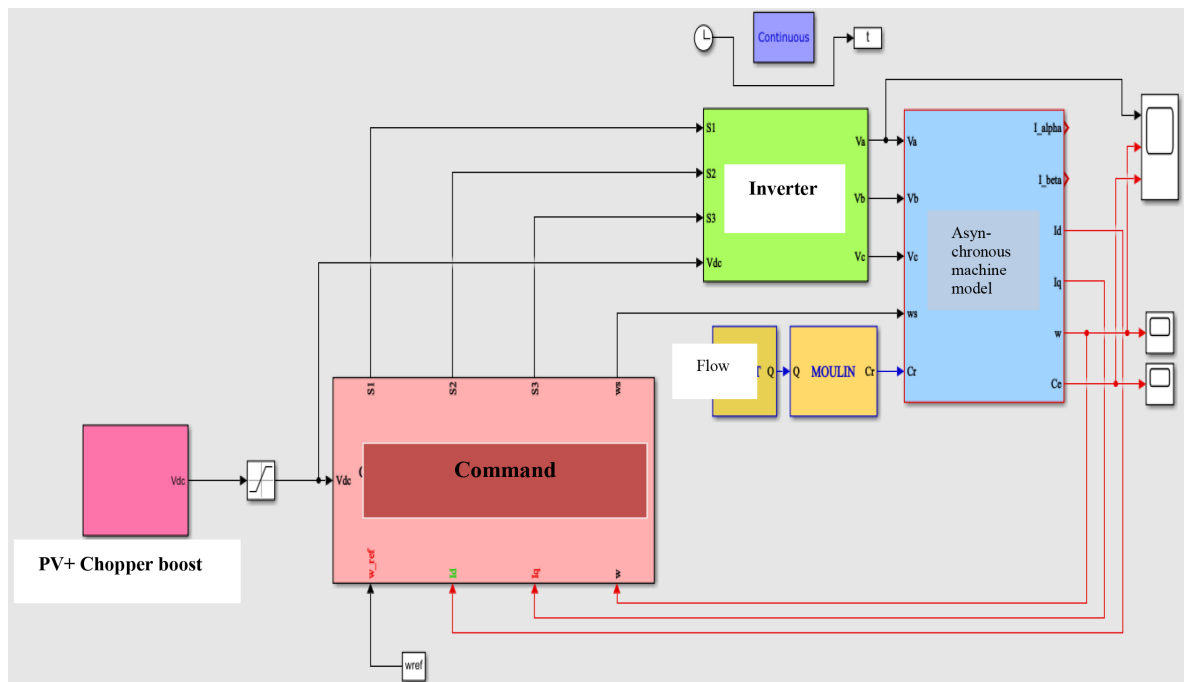 Continuous
t
S1
S2
S3
Vdc
Inverter
Va
Vb
Vc
Va
Vb
Vc
ws
Cr
Asyn-
chronous
machine
model
I_alpha
I_beta
Id
Iq
w
Ce
Flow
T Q
Q MOULIN Cr
S1
S2
S3
ws
Vdc
Command
Vdc
w_ref
Id
Iq
w
PV+ Chopper boost
wref